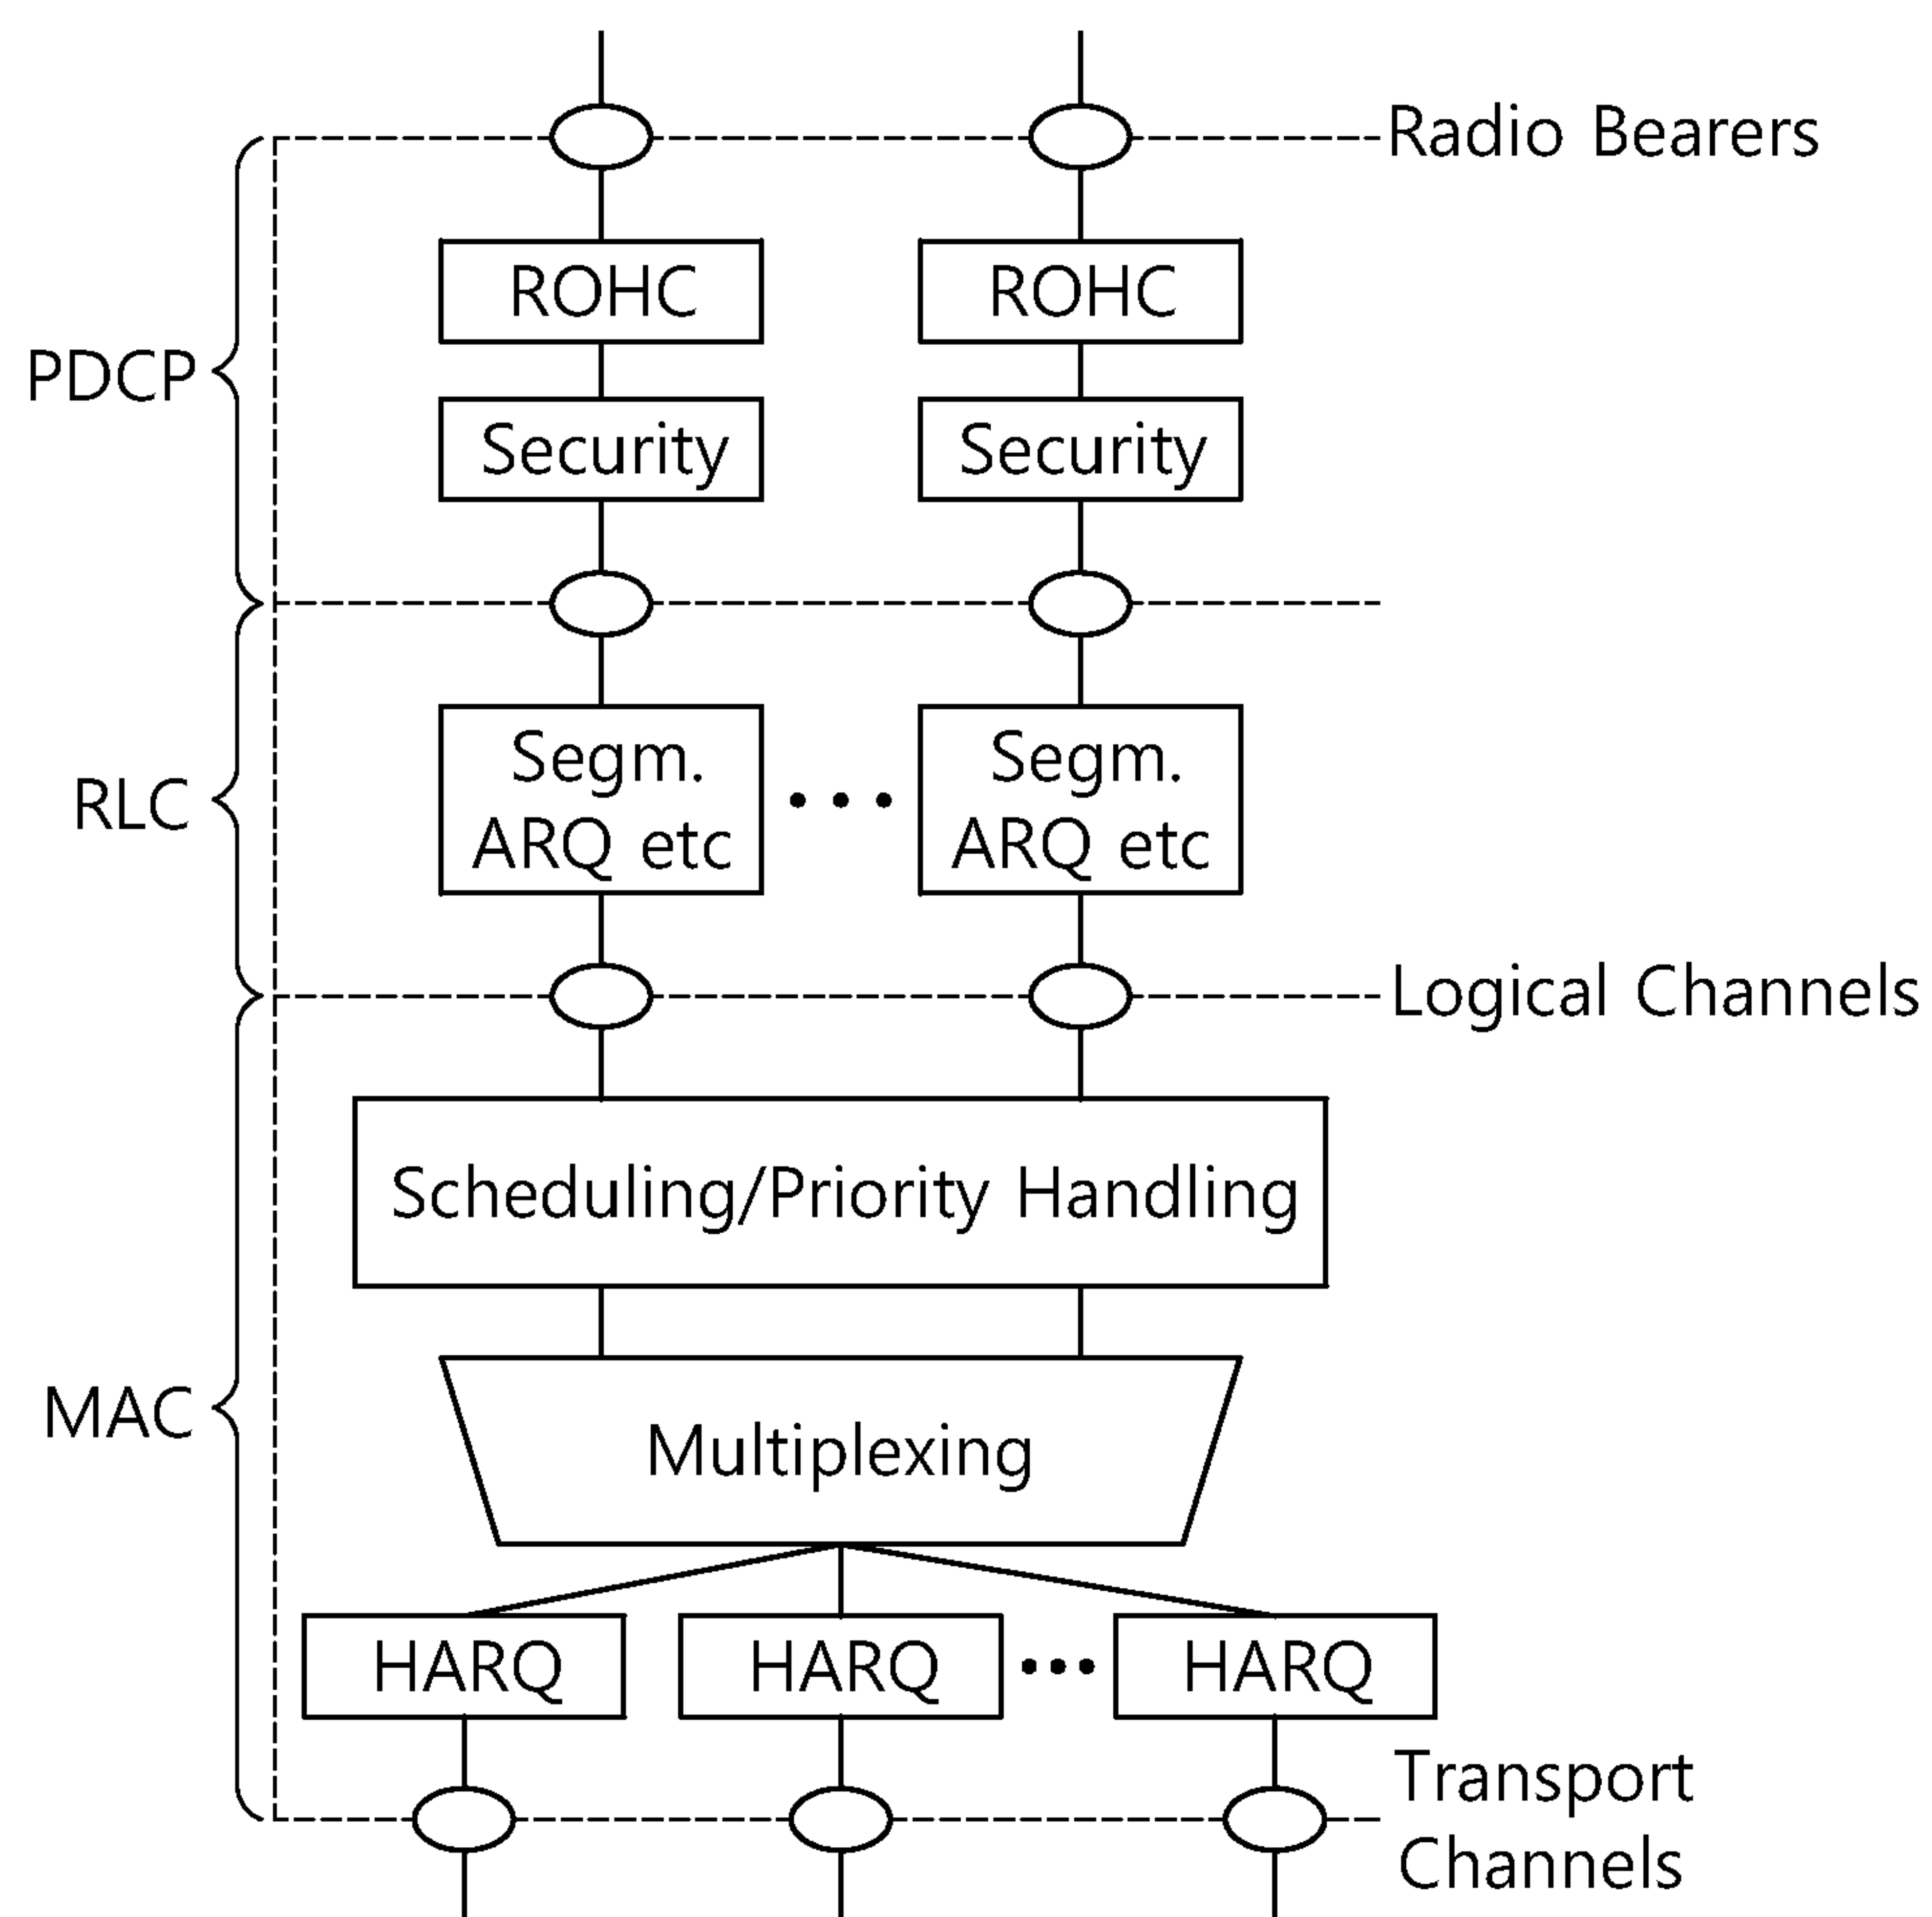 Radio Bearers
ROHC
ROHC
PDCP
Security
Security
Segm.
ARQ etc
Segm.
ARQ etc
RLC
Logical Channels
Scheduling/Priority Handling
MAC
Multiplexing
HARQ
HARQ
HARQ
Transport
Channels